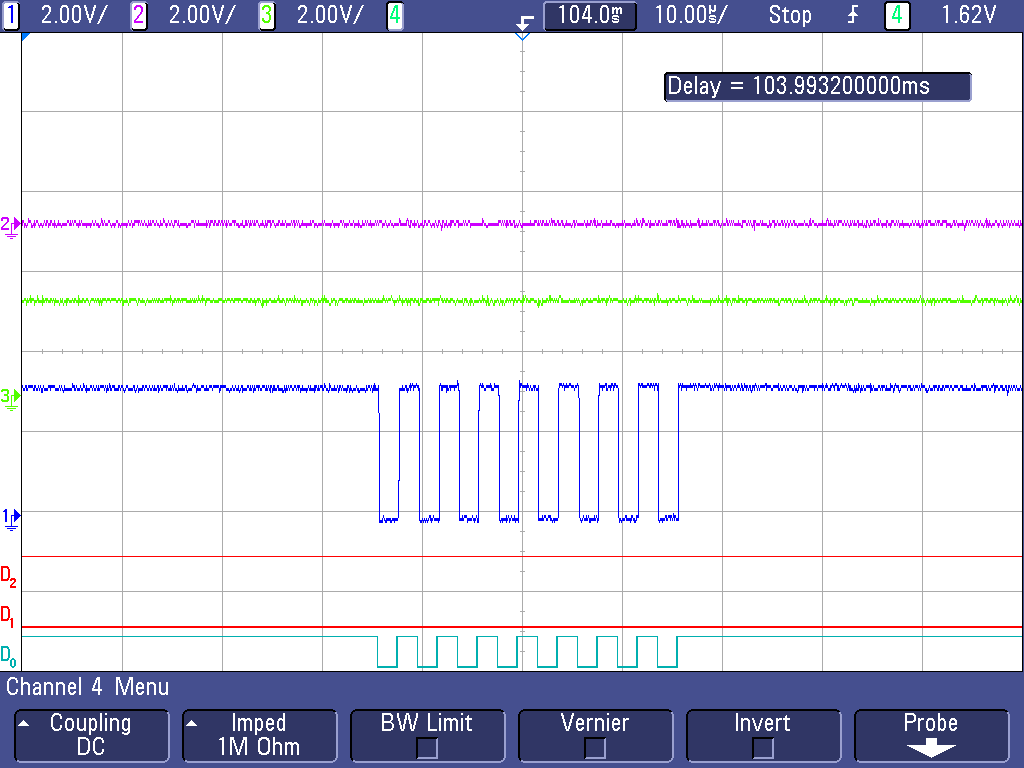 1 2.00V/ 2 2.00V/ 3 2.00V/ 4 104.0ms 10.00us/ Stop 4 1.62V
Delay = 103.993200000ms
2
3
1
D2
D1
D0
Channel 4 Menu
Coupling Imped BW Limit Vernier Invert Probe
DC 1M Ohm